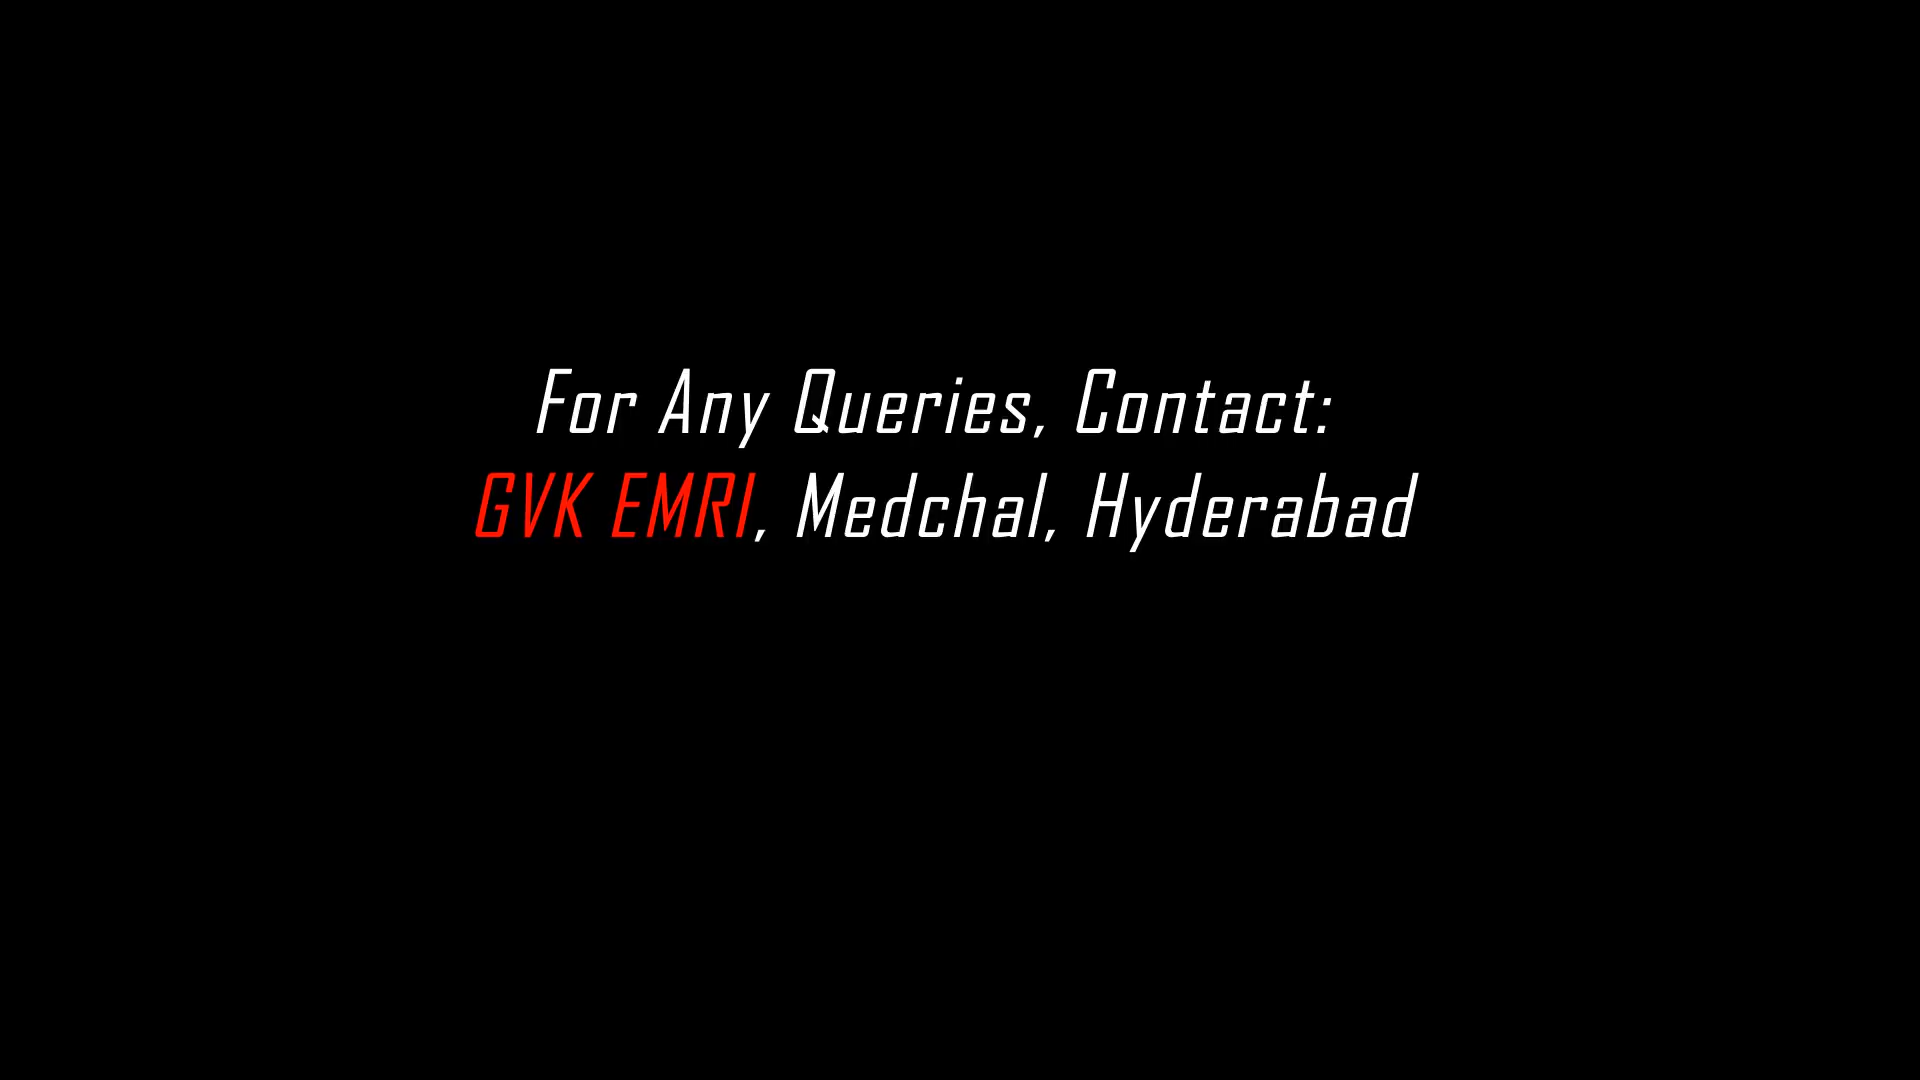 For Any Queries, Contact:
GVK EMRI, Medchal, Hyderabad